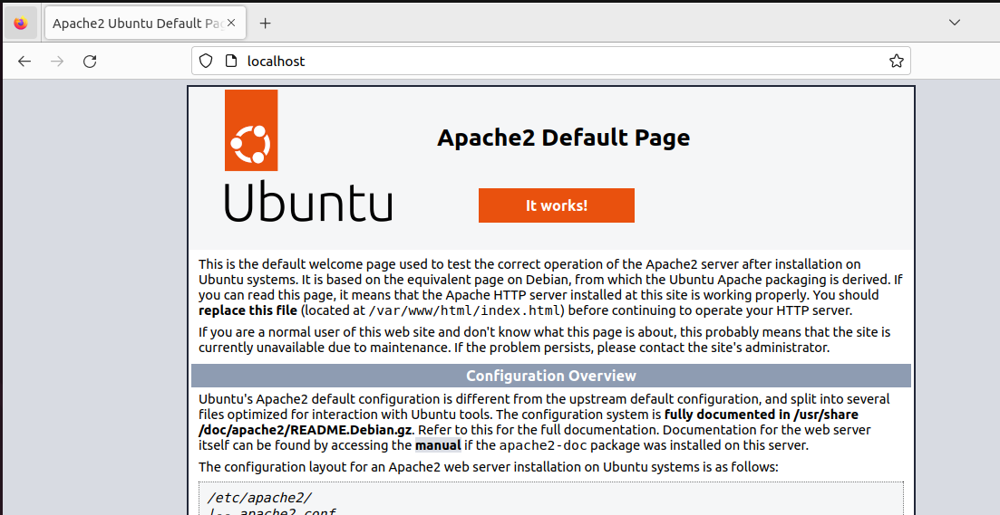 Apache2 Ubuntu Default Pag
localhost
Apache2 Default Page
Ubuntu
It works!
This is the default welcome page used to test the correct operation of the Apache2 server after installation on
Ubuntu systems. It is based on the equivalent page on Debian, from which the Ubuntu Apache packaging is derived. If
you can read this page, it means that the Apache HTTP server installed at this site is working properly. You should
replace this file (located at /var/www/html/index.html) before continuing to operate your HTTP server.
If you are a normal user of this web site and don't know what this page is about, this probably means that the site is
currently unavailable due to maintenance. If the problem persists, please contact the site's administrator.
Configuration Overview
Ubuntu's Apache2 default configuration is different from the upstream default configuration, and split into several
files optimized for interaction with Ubuntu tools. The configuration system is fully documented in /usr/share
/doc/apache2/README.Debian.gz. Refer to this for the full documentation. Documentation for the web server
itself can be found by accessing the manual if the apache2-doc package was installed on this server.
The configuration layout for an Apache2 web server installation on Ubuntu systems is as follows:
/etc/apache2/
|-- apache2.conf